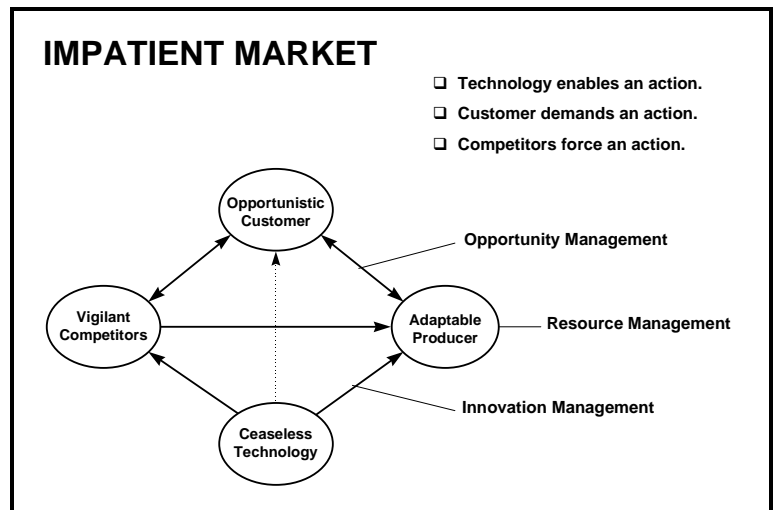 IMPATIENT MARKET
❑ Technology enables an action.
❑ Customer demands an action.
❑ Competitors force an action.
Opportunistic
Customer
Opportunity Management
Vigilant
Competitors
Adaptable
Producer
Resource Management
Innovation Management
Ceaseless
Technology